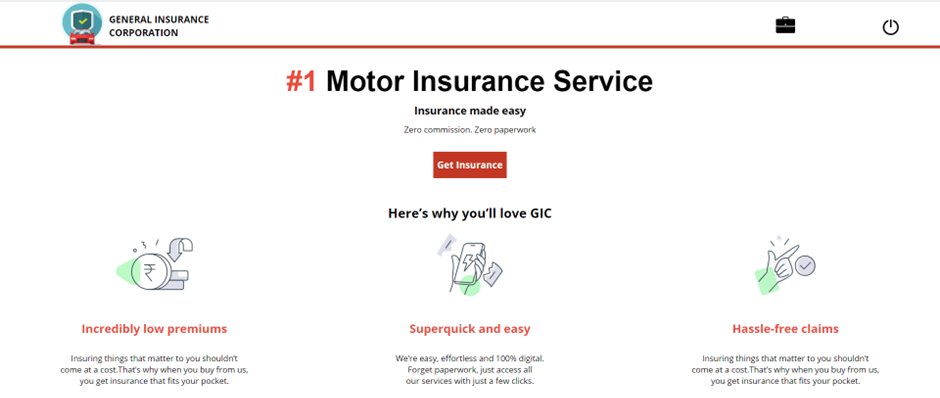 GENERAL INSURANCE
CORPORATION
#1 Motor Insurance Service
Insurance made easy
Zero commission. Zero paperwork
Get Insurance
Here's why you'll love GIC
₹
Incredibly low premiums
Superquick and easy
Hassle-free claims
Insuring things that matter to you shouldn't
come at a cost.That's why when you buy from us,
you get insurance that fits your pocket.
We're easy, effortless and 100% digital.
Forget paperwork, just access all
our services with just a few clicks.
Insuring things that matter to you shouldn't
come at a cost.That's why when you buy from us,
you get insurance that fits your pocket.